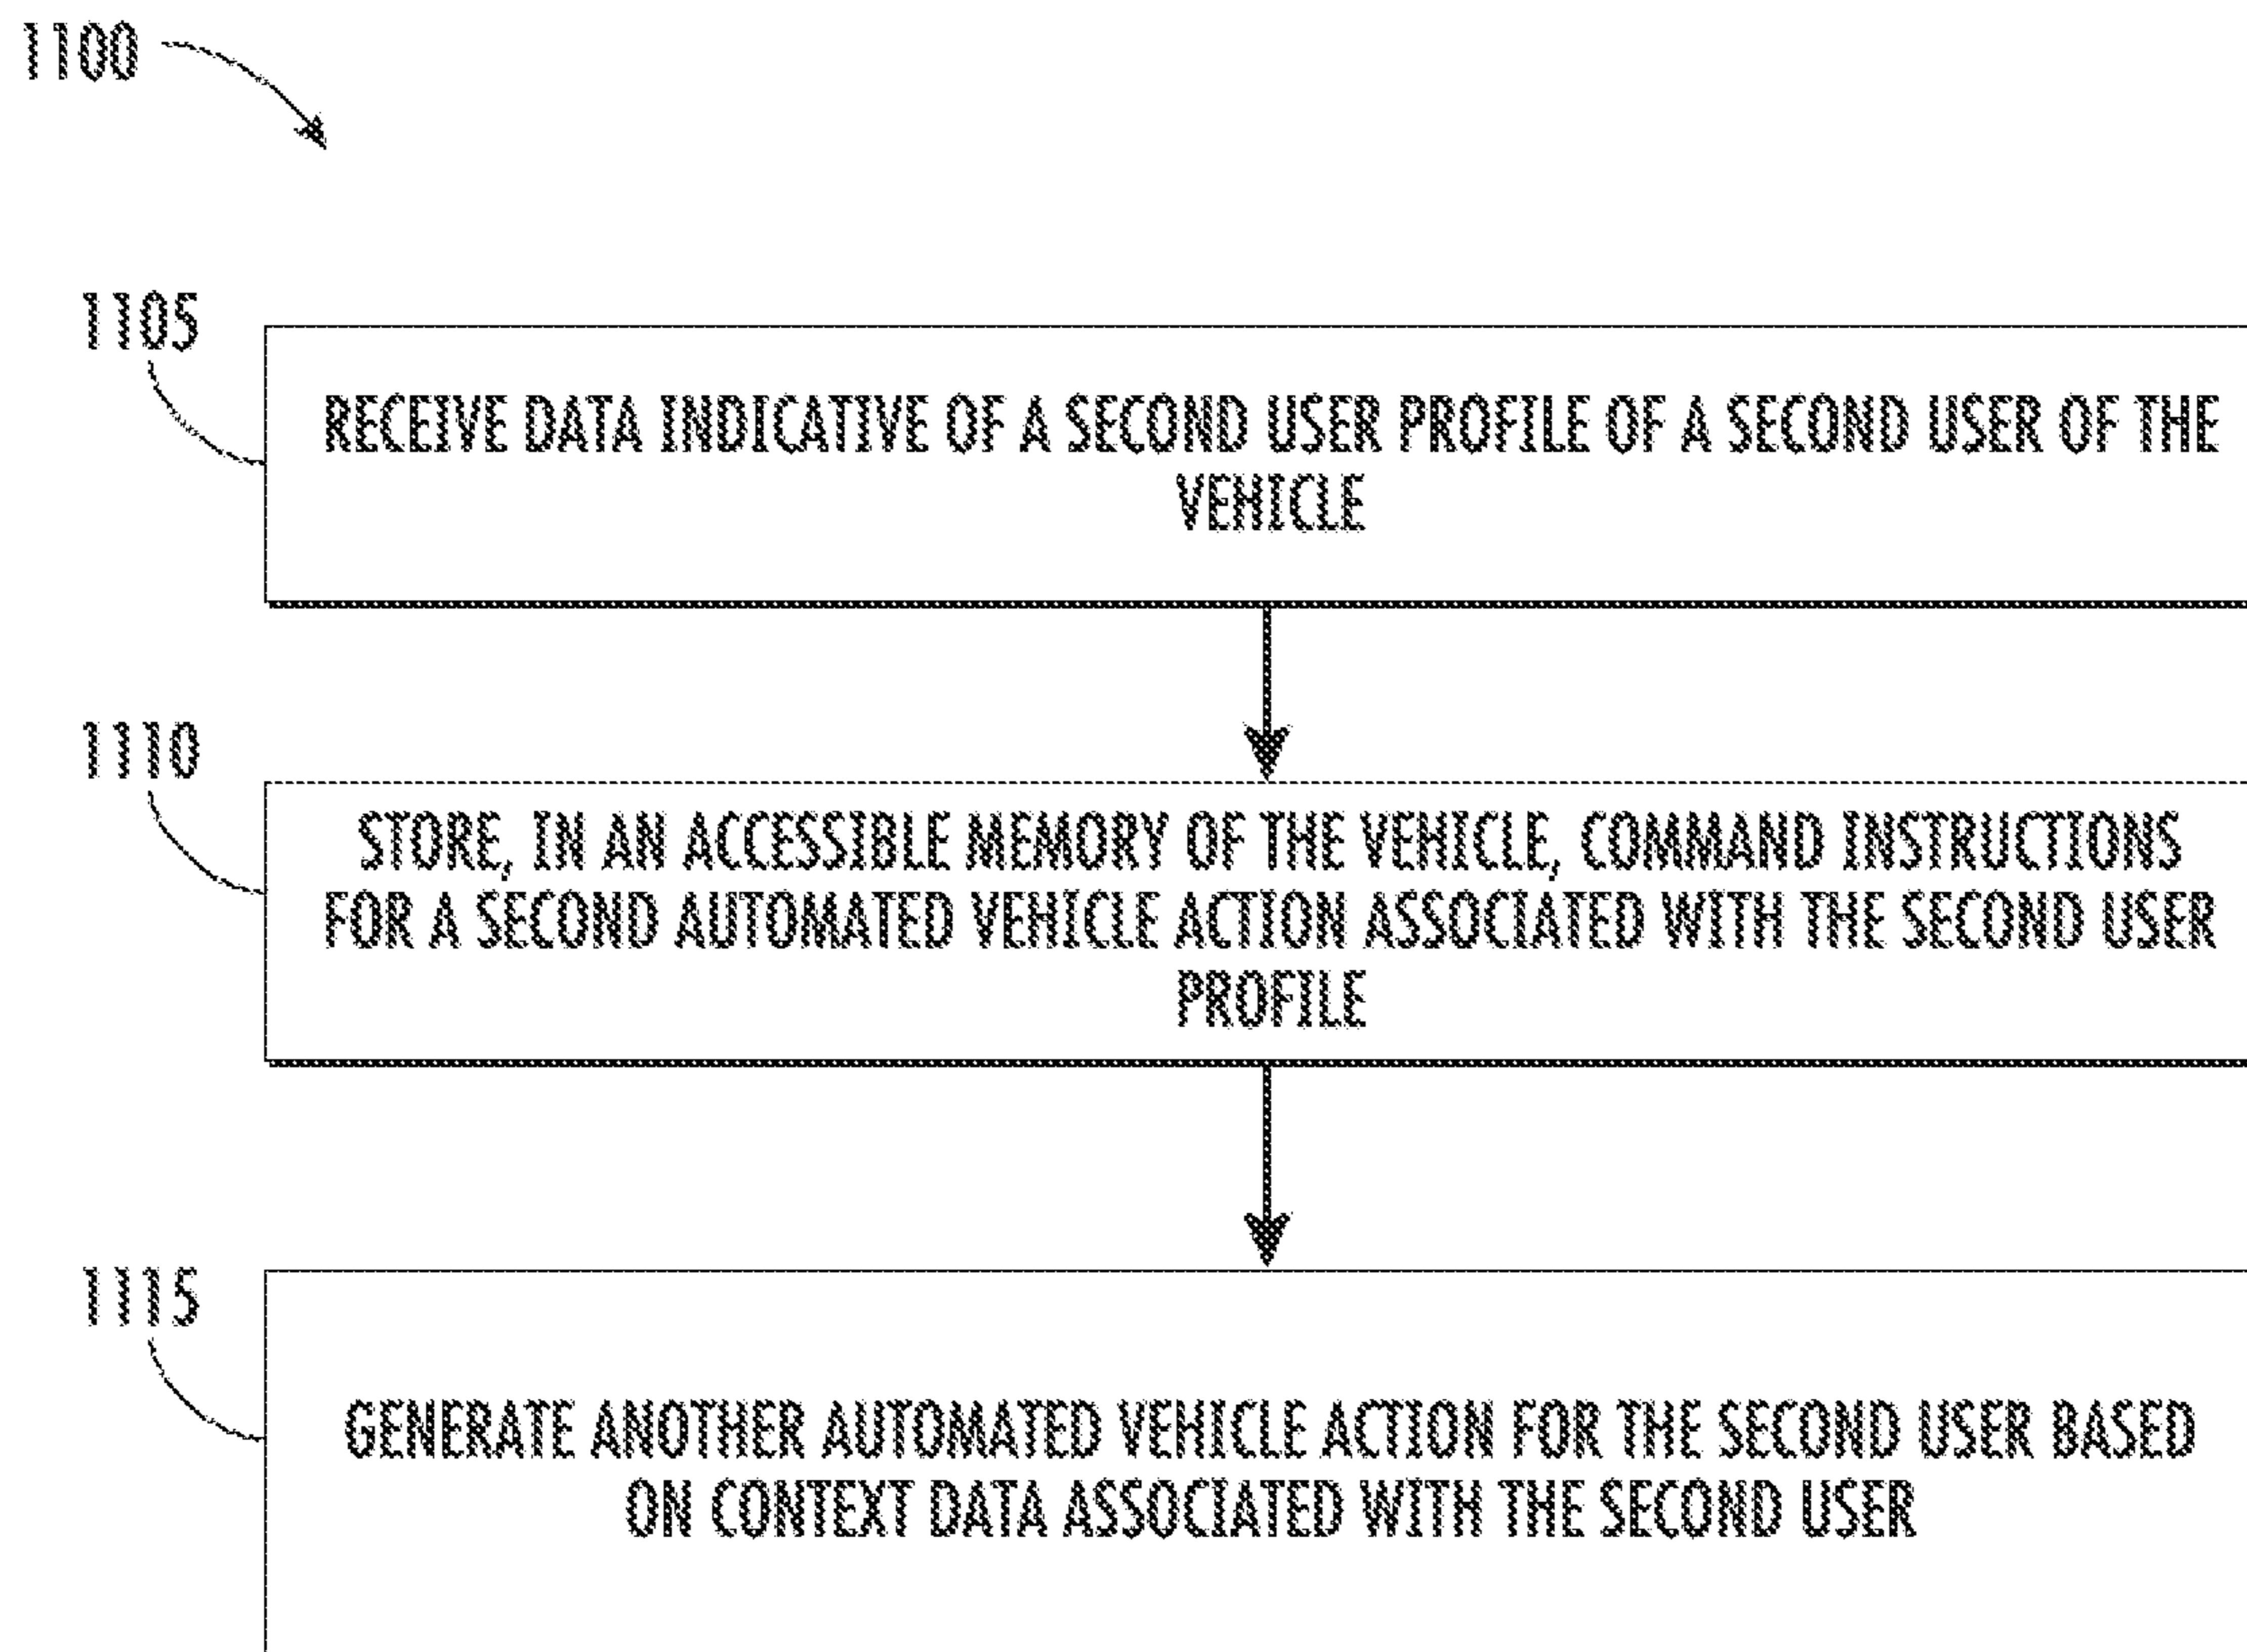 1100
1105
RECEIVE DATA INDICATIVE OF A SECOND USER PROFILE OF A SECOND USER OF THE
VEHICLE
1110
STORE, IN AN ACCESSIBLE MEMORY OF THE VEHICLE, COMMAND INSTRUCTIONS
FOR A SECOND AUTOMATED VEHICLE ACTION ASSOCIATED WITH THE SECOND USER
PROFILE
1115
GENERATE ANOTHER AUTOMATED VEHICLE ACTION FOR THE SECOND USER BASED
ON CONTEXT DATA ASSOCIATED WITH THE SECOND USER